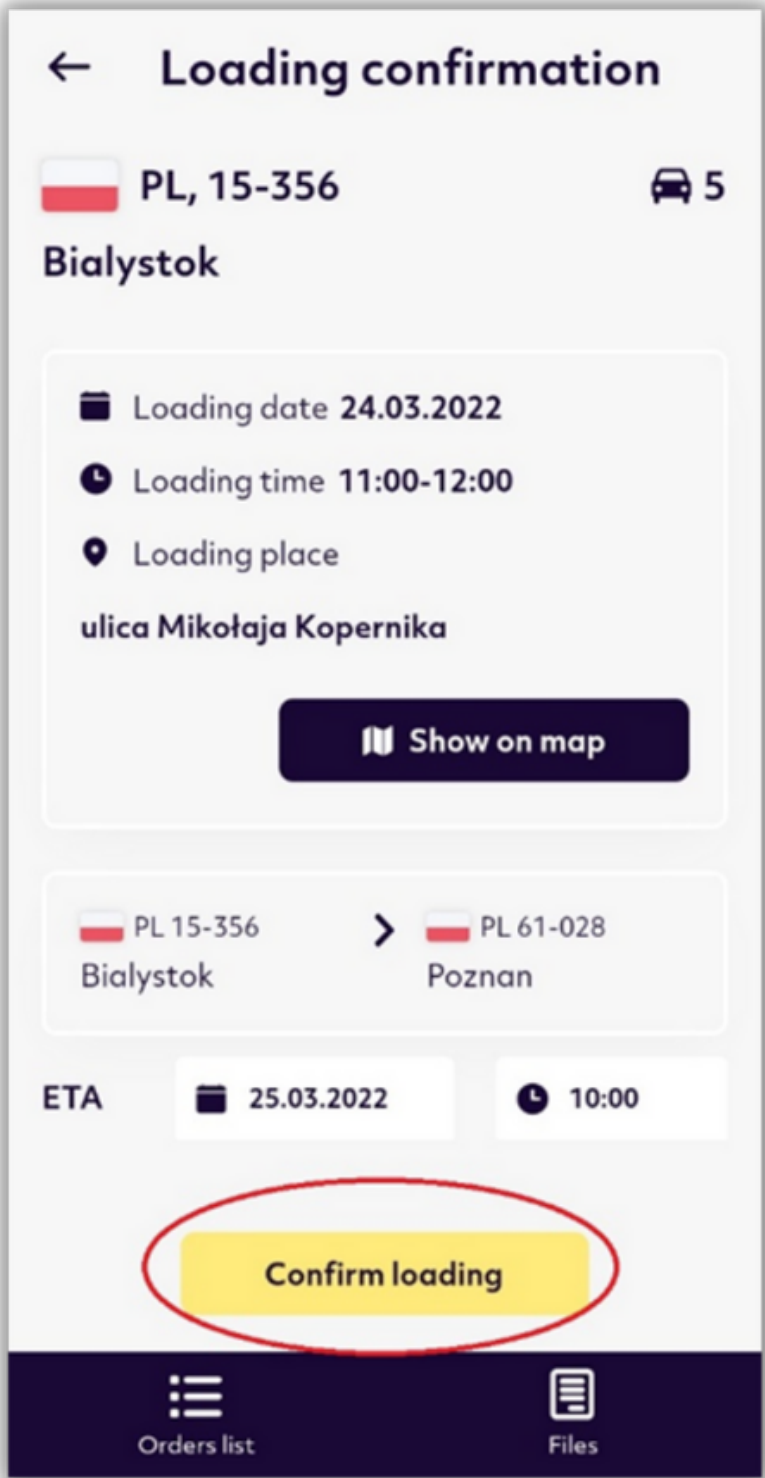 Loading confirmation
PL, 15-356 5
Bialystok
Loading date 24.03.2022
Loading time 11:00-12:00
Loading place
ulica Mikołaja Kopernika
Show on map
PL 15-356 PL 61-028
Bialystok Poznan
ETA 25.03.2022 10:00
Confirm loading
Orders list Files